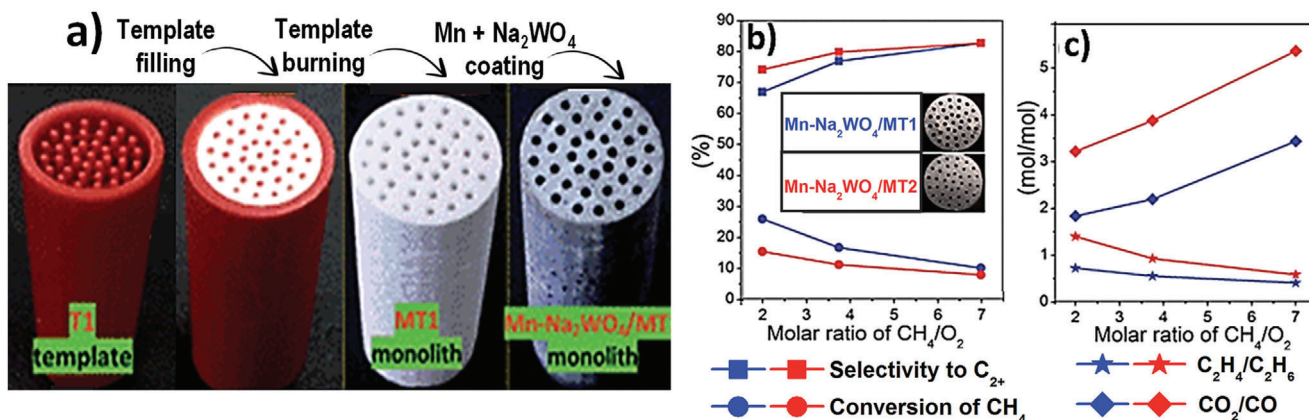 a)
Template
filling
Template
burning
Mn + Na₂WO₄
coating
T1
template
MT1
monolith
Mn-Na₂WO₄/MT
monolith
b)
90
80
70
60
50
40
30
20
10
0
(%)
Mn-Na₂WO₄/MT1
Mn-Na₂WO₄/MT2
2 3 4 5 6 7
Molar ratio of CH₄/O₂
Selectivity to C₂₊
Conversion of CH₄
c)
5
4
3
2
1
0
(mol/mol)
2 3 4 5 6 7
Molar ratio of CH₄/O₂
C₂H₄/C₂H₆
CO₂/CO